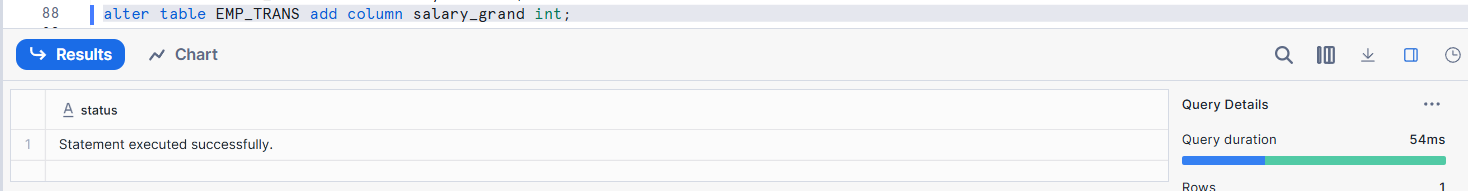 88 alter table EMP_TRANS add column salary_grand int;
Results Chart
A status
Query Details ...
1 Statement executed successfully.
Query duration 54ms
Rows 1